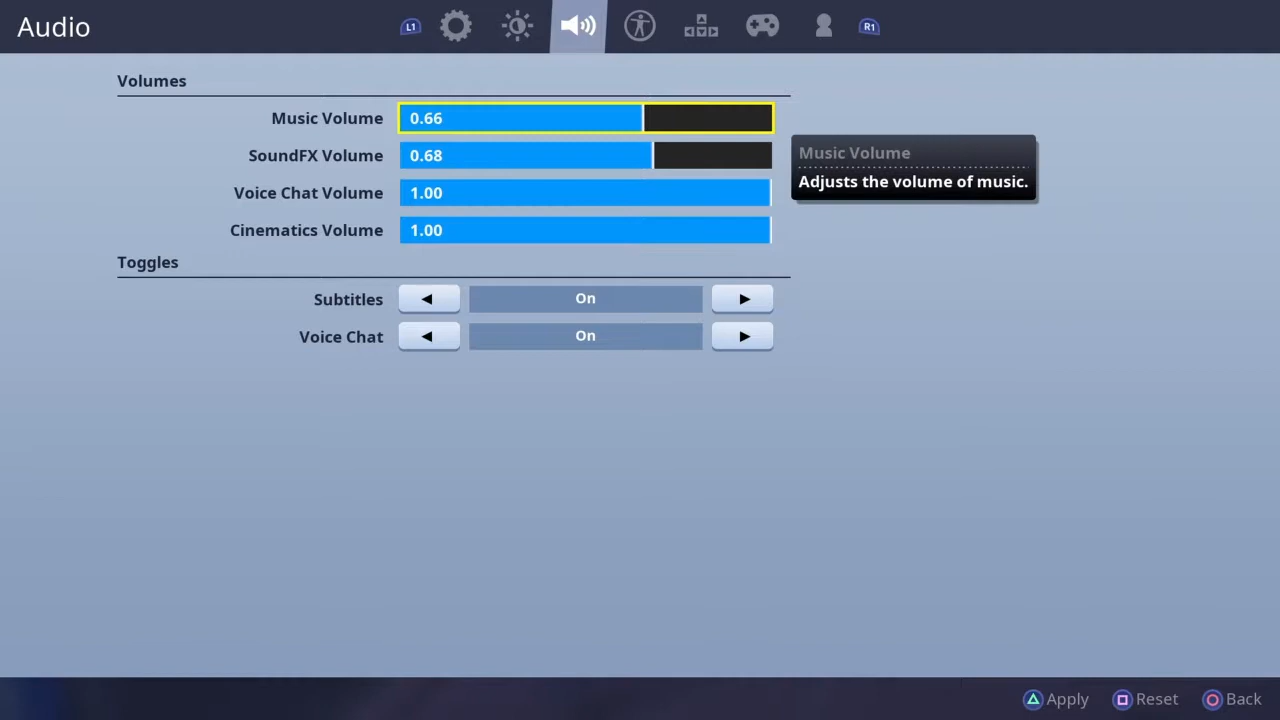 Audio
L1
R1
Volumes
Music Volume 0.66
SoundFX Volume 0.68
Voice Chat Volume 1.00
Cinematics Volume 1.00
Music Volume
Adjusts the volume of music.
Toggles
Subtitles On
Voice Chat On
Apply Reset Back